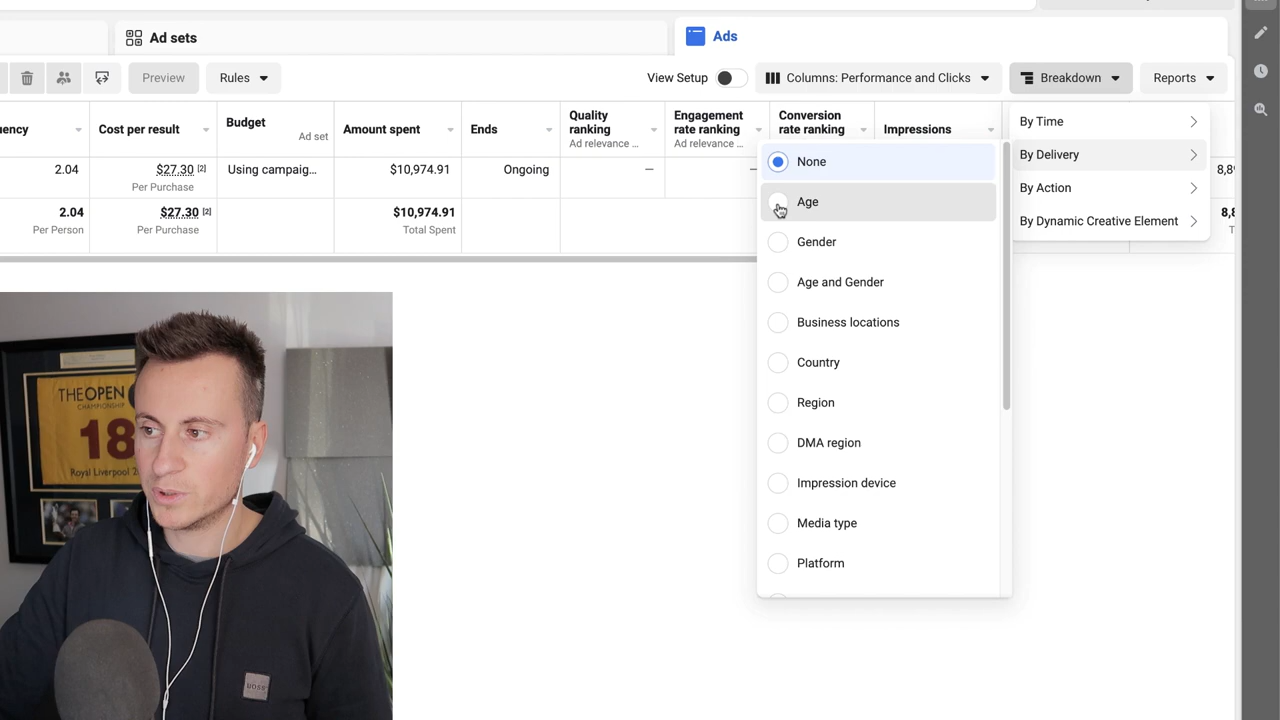 Ad sets
Ads
Preview
Rules
View Setup
Columns: Performance and Clicks
Breakdown
Reports
Cost per result
Budget
Ad set
Amount spent
Ends
Quality ranking
Ad relevance ...
Engagement rate ranking
Ad relevance ...
Conversion rate ranking
Impressions
2.04
$27.30 [2]
Per Purchase
Using campaig...
$10,974.91
Ongoing
—
—
2.04
Per Person
$27.30 [2]
Per Purchase
$10,974.91
Total Spent
None
Age
Gender
Age and Gender
Business locations
Country
Region
DMA region
Impression device
Media type
Platform
By Time
By Delivery
By Action
By Dynamic Creative Element
THE OPEN
CHAMPIONSHIP
18
Royal Liverpool
BOSS